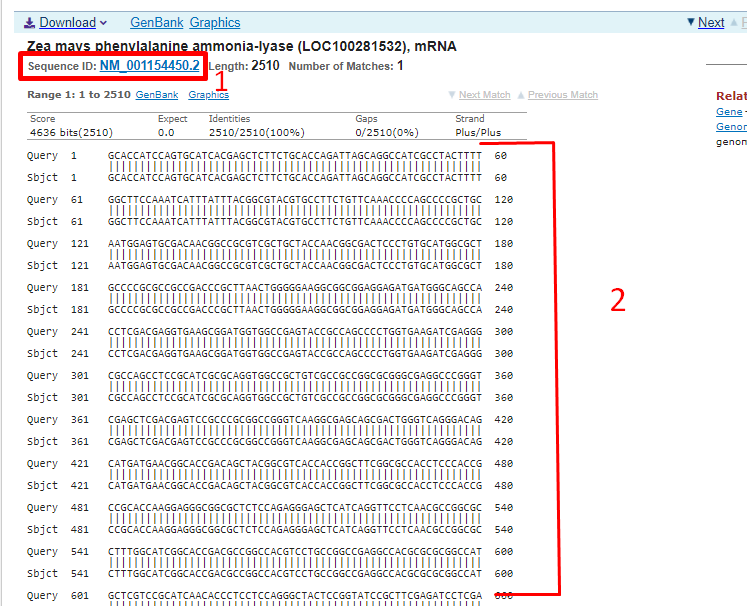 Download GenBank Graphics Next
Zea mays phenylalanine ammonia-lyase (LOC100281532), mRNA
Sequence ID: NM_001154450.2 Length: 2510 Number of Matches: 1
1
Range 1: 1 to 2510 GenBank Graphics Next Match Previous Match
Score Expect Identities Gaps Strand
4636 bits(2510) 0.0 2510/2510(100%) 0/2510(0%) Plus/Plus
Query 1 GCACCATCCAGTGCATCACGAGCTCTTCTGCACCAGATTAGCAGGCCATCGCCTACTTTT 60
Sbjct 1 GCACCATCCAGTGCATCACGAGCTCTTCTGCACCAGATTAGCAGGCCATCGCCTACTTTT 60
Query 61 GGCTTCCAAATCATTTATTTACGGCGTACGTGCCTTCTGTTCAAACCCCAGCCCCGCTGC 120
Sbjct 61 GGCTTCCAAATCATTTATTTACGGCGTACGTGCCTTCTGTTCAAACCCCAGCCCCGCTGC 120
Query 121 AATGGAGTGCGACAACGGCCGCGTCGCTGCTACCAACGGCGACTCCCTGTGCATGGCGCT 180
Sbjct 121 AATGGAGTGCGACAACGGCCGCGTCGCTGCTACCAACGGCGACTCCCTGTGCATGGCGCT 180
Query 181 GCCCCGCGCCGCCGACCCGCTTAACTGGGGGAAGGCGGCGGAGGAGATGATGGGCAGCCA 240
Sbjct 181 GCCCCGCGCCGCCGACCCGCTTAACTGGGGGAAGGCGGCGGAGGAGATGATGGGCAGCCA 240
Query 241 CCTCGACGAGGTGAAGCGGATGGTGGCCGAGTACCGCCAGCCCCTGGTGAAGATCGAGGG 300
Sbjct 241 CCTCGACGAGGTGAAGCGGATGGTGGCCGAGTACCGCCAGCCCCTGGTGAAGATCGAGGG 300
Query 301 CGCCAGCCTCCGCATCGCGCAGGTGGCCGCTGTCGCCGCCGGCGCGGGCGAGGCCCGGGT 360
Sbjct 301 CGCCAGCCTCCGCATCGCGCAGGTGGCCGCTGTCGCCGCCGGCGCGGGCGAGGCCCGGGT 360
Query 361 CGAGCTCGACGAGTCCGCCCGCGGCCGGGTCAAGGCGAGCAGCGACTGGGTCAGGGACAG 420
Sbjct 361 CGAGCTCGACGAGTCCGCCCGCGGCCGGGTCAAGGCGAGCAGCGACTGGGTCAGGGACAG 420
Query 421 CATGATGAACGGCACCGACAGCTACGGCGTCACCACCGGCTTCGGCGCCACCTCCCACCG 480
Sbjct 421 CATGATGAACGGCACCGACAGCTACGGCGTCACCACCGGCTTCGGCGCCACCTCCCACCG 480
Query 481 CCGCACCAAGGAGGGCGGCGCTCTCCAGAGGGAGCTCATCAGGTTCCTCAACGCCGGCGC 540
Sbjct 481 CCGCACCAAGGAGGGCGGCGCTCTCCAGAGGGAGCTCATCAGGTTCCTCAACGCCGGCGC 540
Query 541 CTTTGGCATCGGCACCGACGCCGGCCACGTCCTGCCGGCCGAGGCCACGCGCGCGGCCAT 600
Sbjct 541 CTTTGGCATCGGCACCGACGCCGGCCACGTCCTGCCGGCCGAGGCCACGCGCGCGGCCAT 600
Query 601 GCTCGTCCGCATCAACACCCTCCTCCAGGGCTACTCCGGTATCCGCTTCGAGATCCTCGA
2
Gene
genom